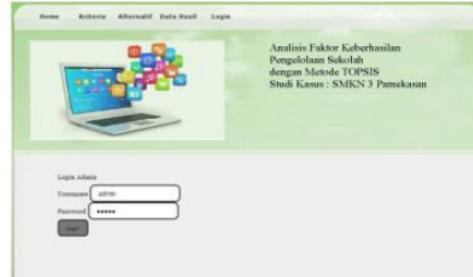 Home Kriteria Alternatif Data Hasil Login
Analisis Faktor Keberhasilan
Pengelolaan Sekolah
dengan Metode TOPSIS
Studi Kasus : SMKN 3 Pamekasan
Login Admin
Username admin
Password •••••
Login